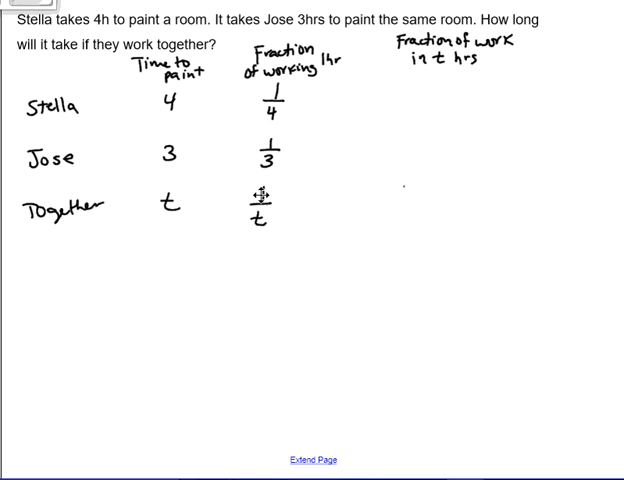 Stella takes 4h to paint a room. It takes Jose 3hrs to paint the same room. How long
will it take if they work together?
Time to paint
Fraction of working 1hr
Fraction of work in t hrs
Stella 4 1/4
Jose 3 1/3
Together t /t
Extend Page